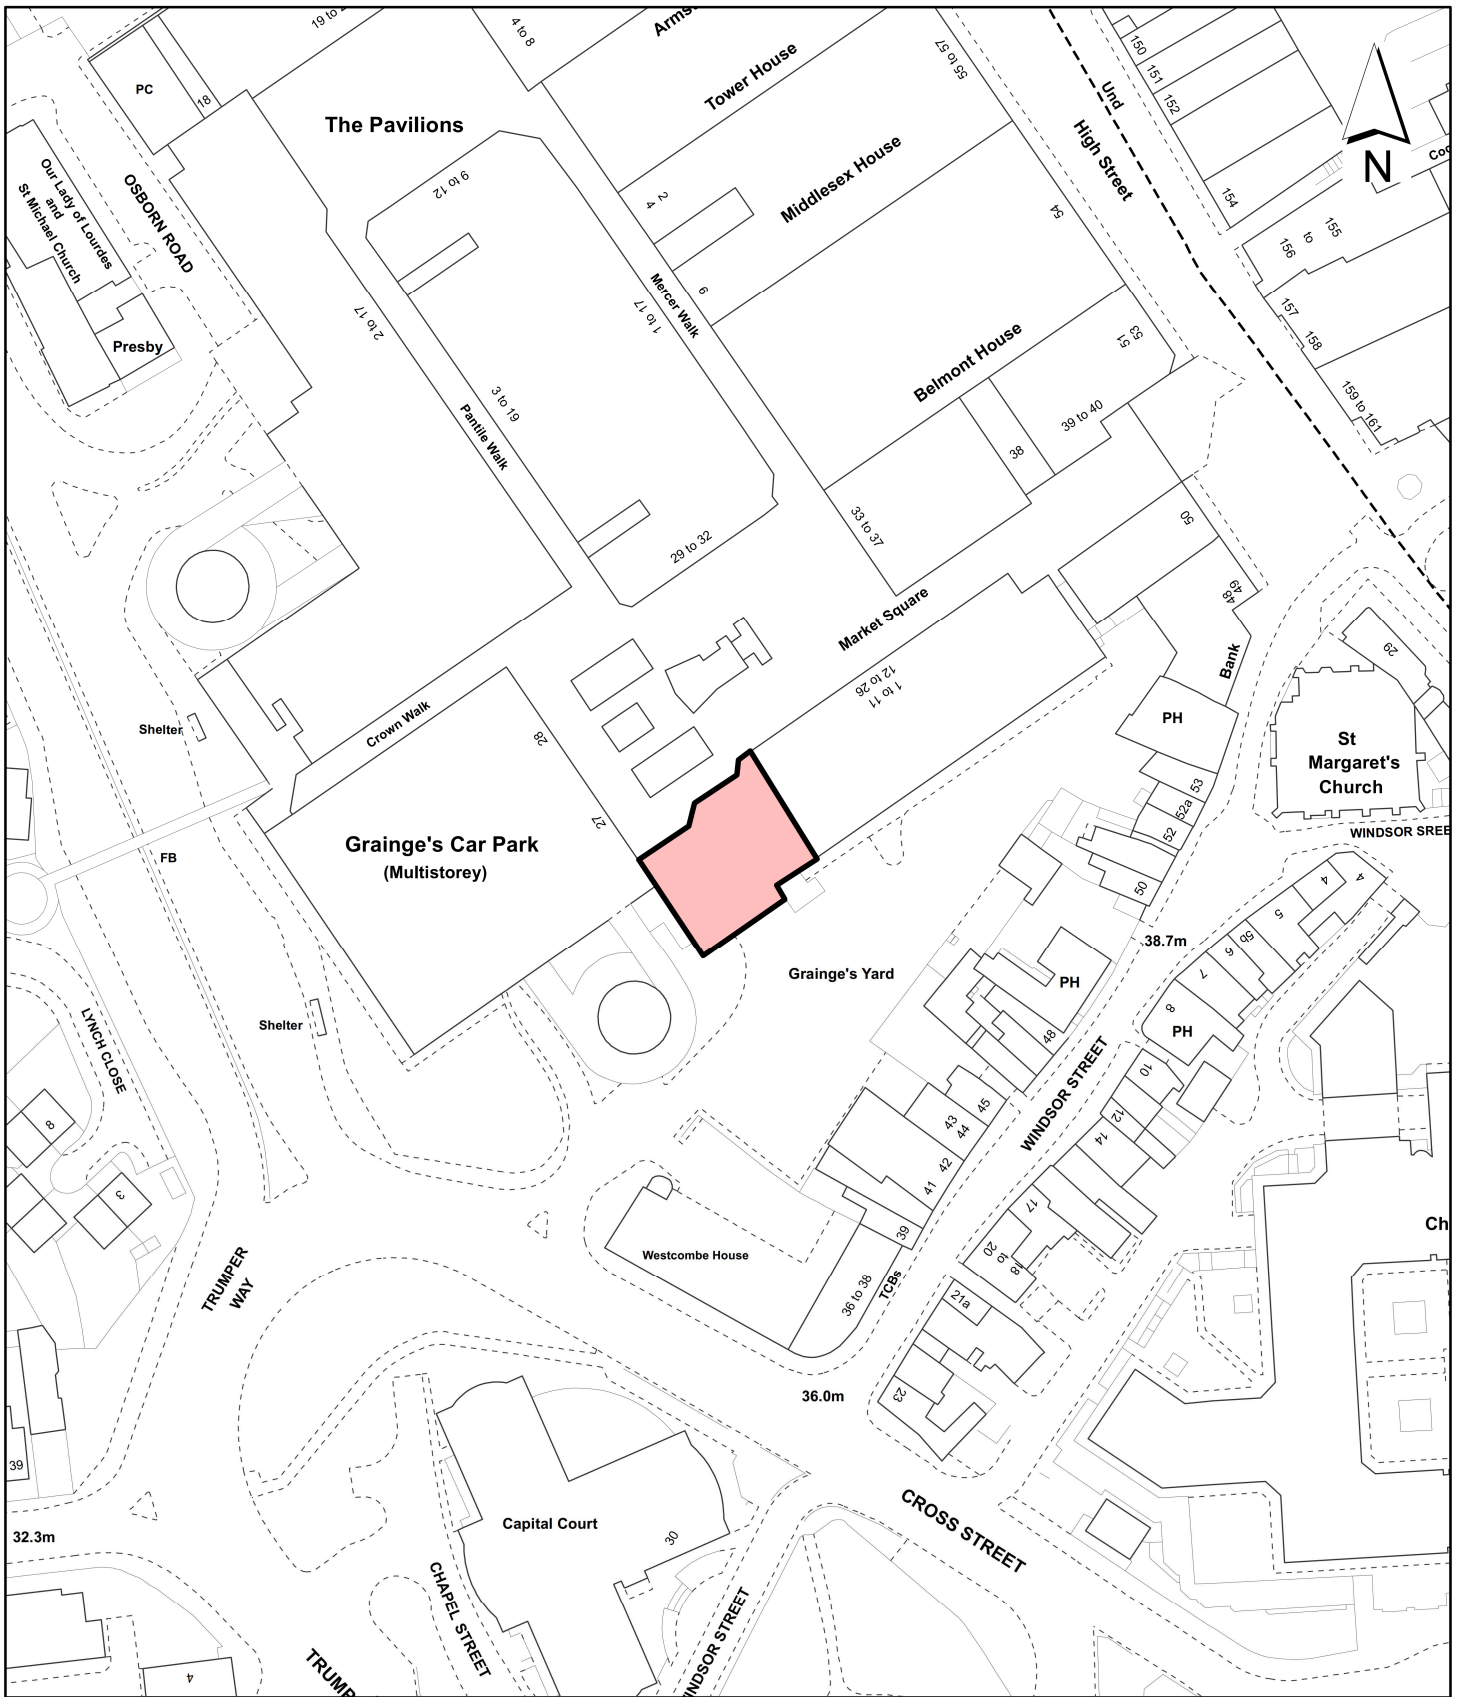 4 to 8
Tower House
55 to 57
150
151
152
Und
High Street
154
N
PC
18
The Pavilions
9 to 12
2
4
Middlesex House
54
155
to
156
Our Lady of Lourdes
and
St Michael Church
OSBORN ROAD
Presby
2 to 17
Mercer Walk
1 to 17
6
157
158
159 to 161
Belmont House
53
51
3 to 19
Pantile Walk
38
39 to 40
33 to 37
29 to 32
50
Market Square
48
49
Bank
29
1 to 11
12 to 26
PH
St
Margaret's
Church
WINDSOR SREE
Shelter
Crown Walk
28
27
53
52a
52
50
Grainge's Car Park
(Multistorey)
FB
4
4
5
5b
6
7
8
38.7m
Grainge's Yard
PH
PH
Shelter
LYNCH CLOSE
48
WINDSOR STREET
10
12
14
45
43
44
42
41
39
8
3
17
20
to
18
Westcombe House
36 to 38
TCBs
21a
23
Ch
TRUMPER
WAY
36.0m
39
32.3m
Capital Court
30
CROSS STREET
CHAPEL STREET
4